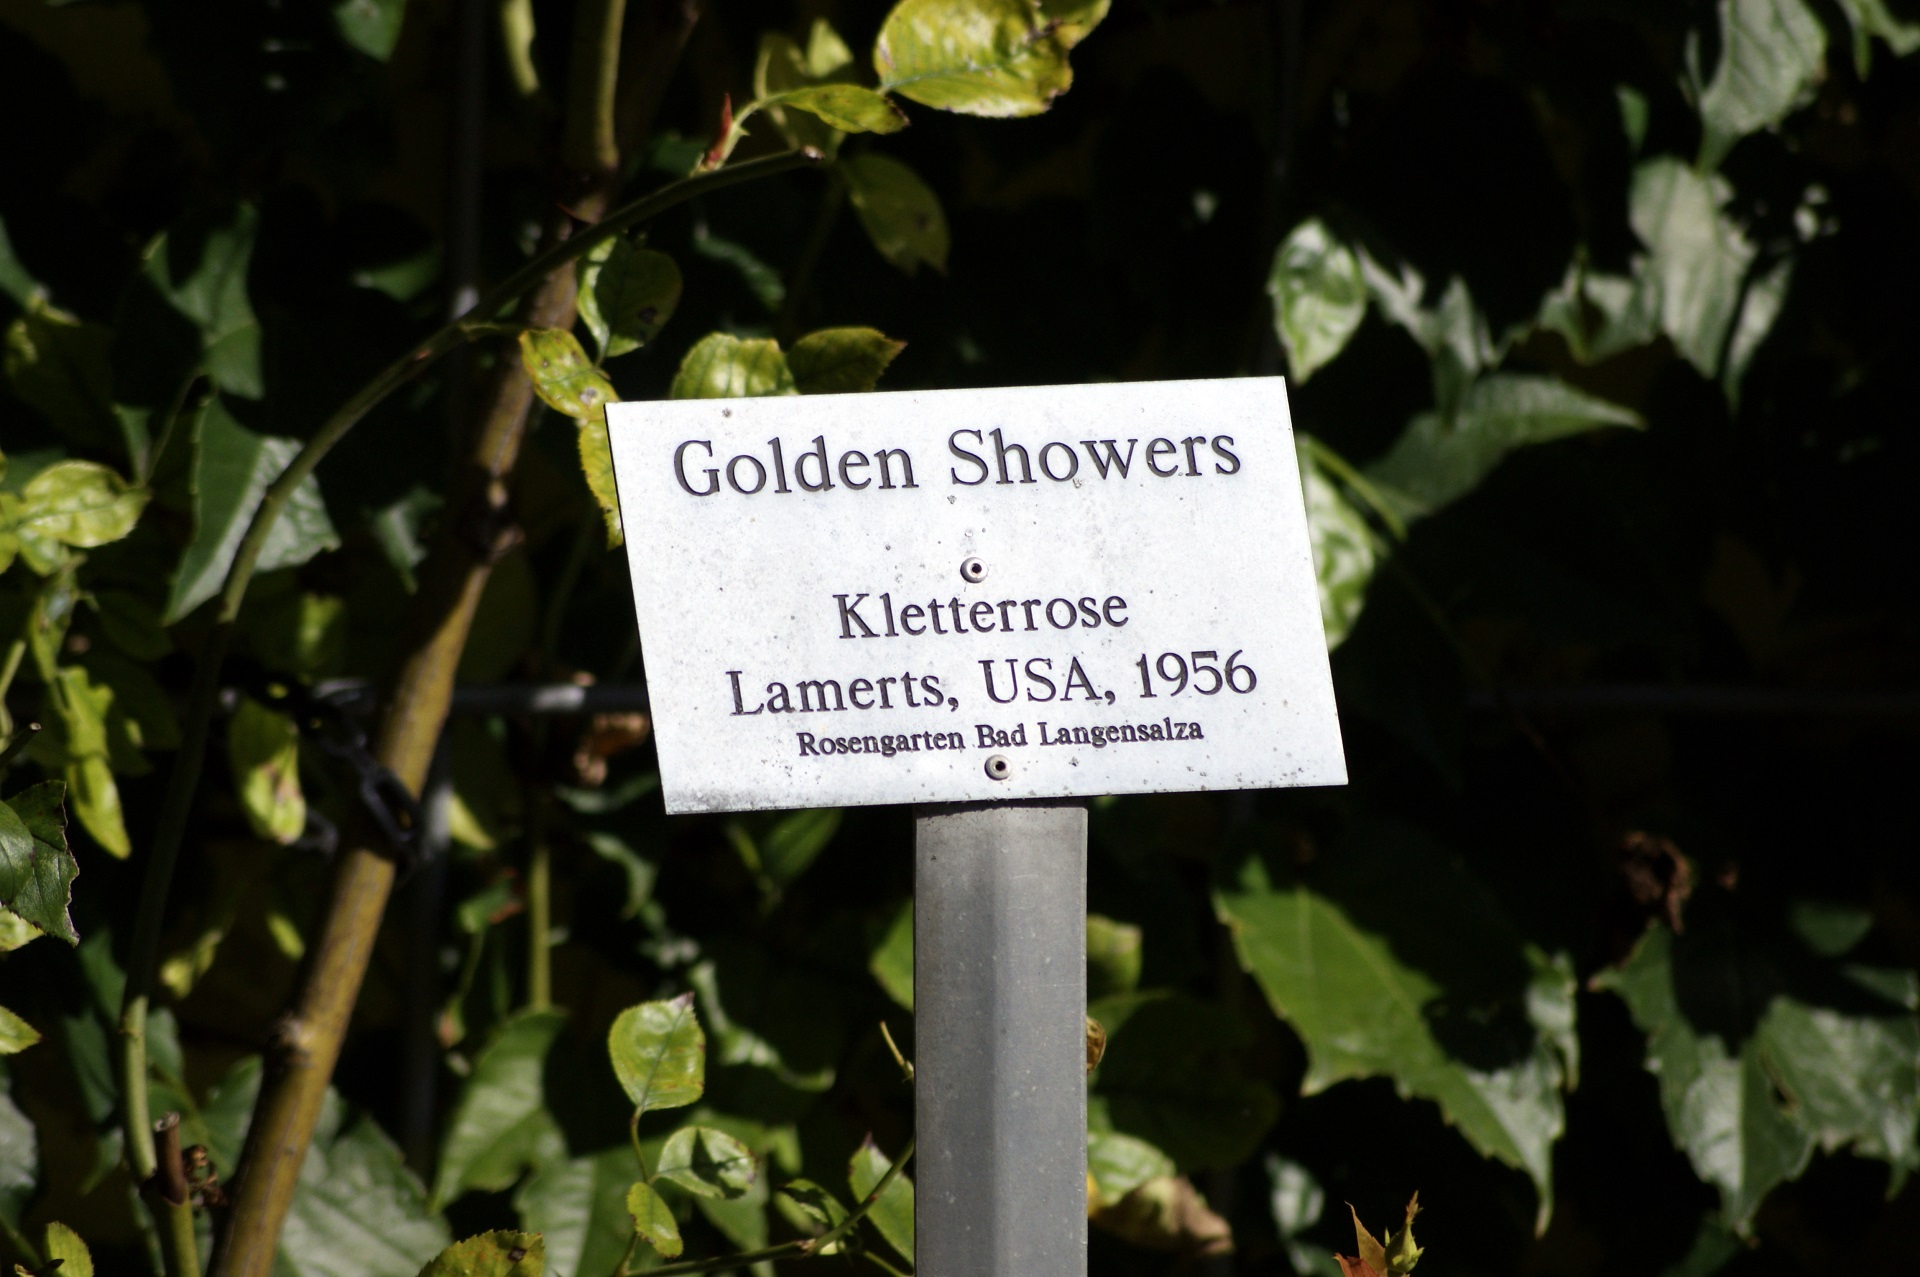 Golden Showers
Kletterrose
Lamerts, USA, 1956
Rosengarten Bad Langensalza